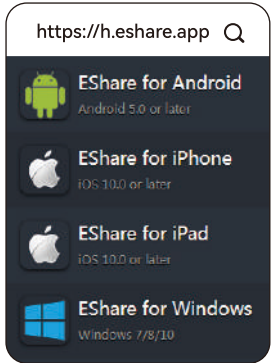 https://h.eshare.app
EShare for Android
Android 5.0 or later
EShare for iPhone
iOS 10.0 or later
EShare for iPad
iOS 10.0 or later
EShare for Windows
Windows 7/8/10